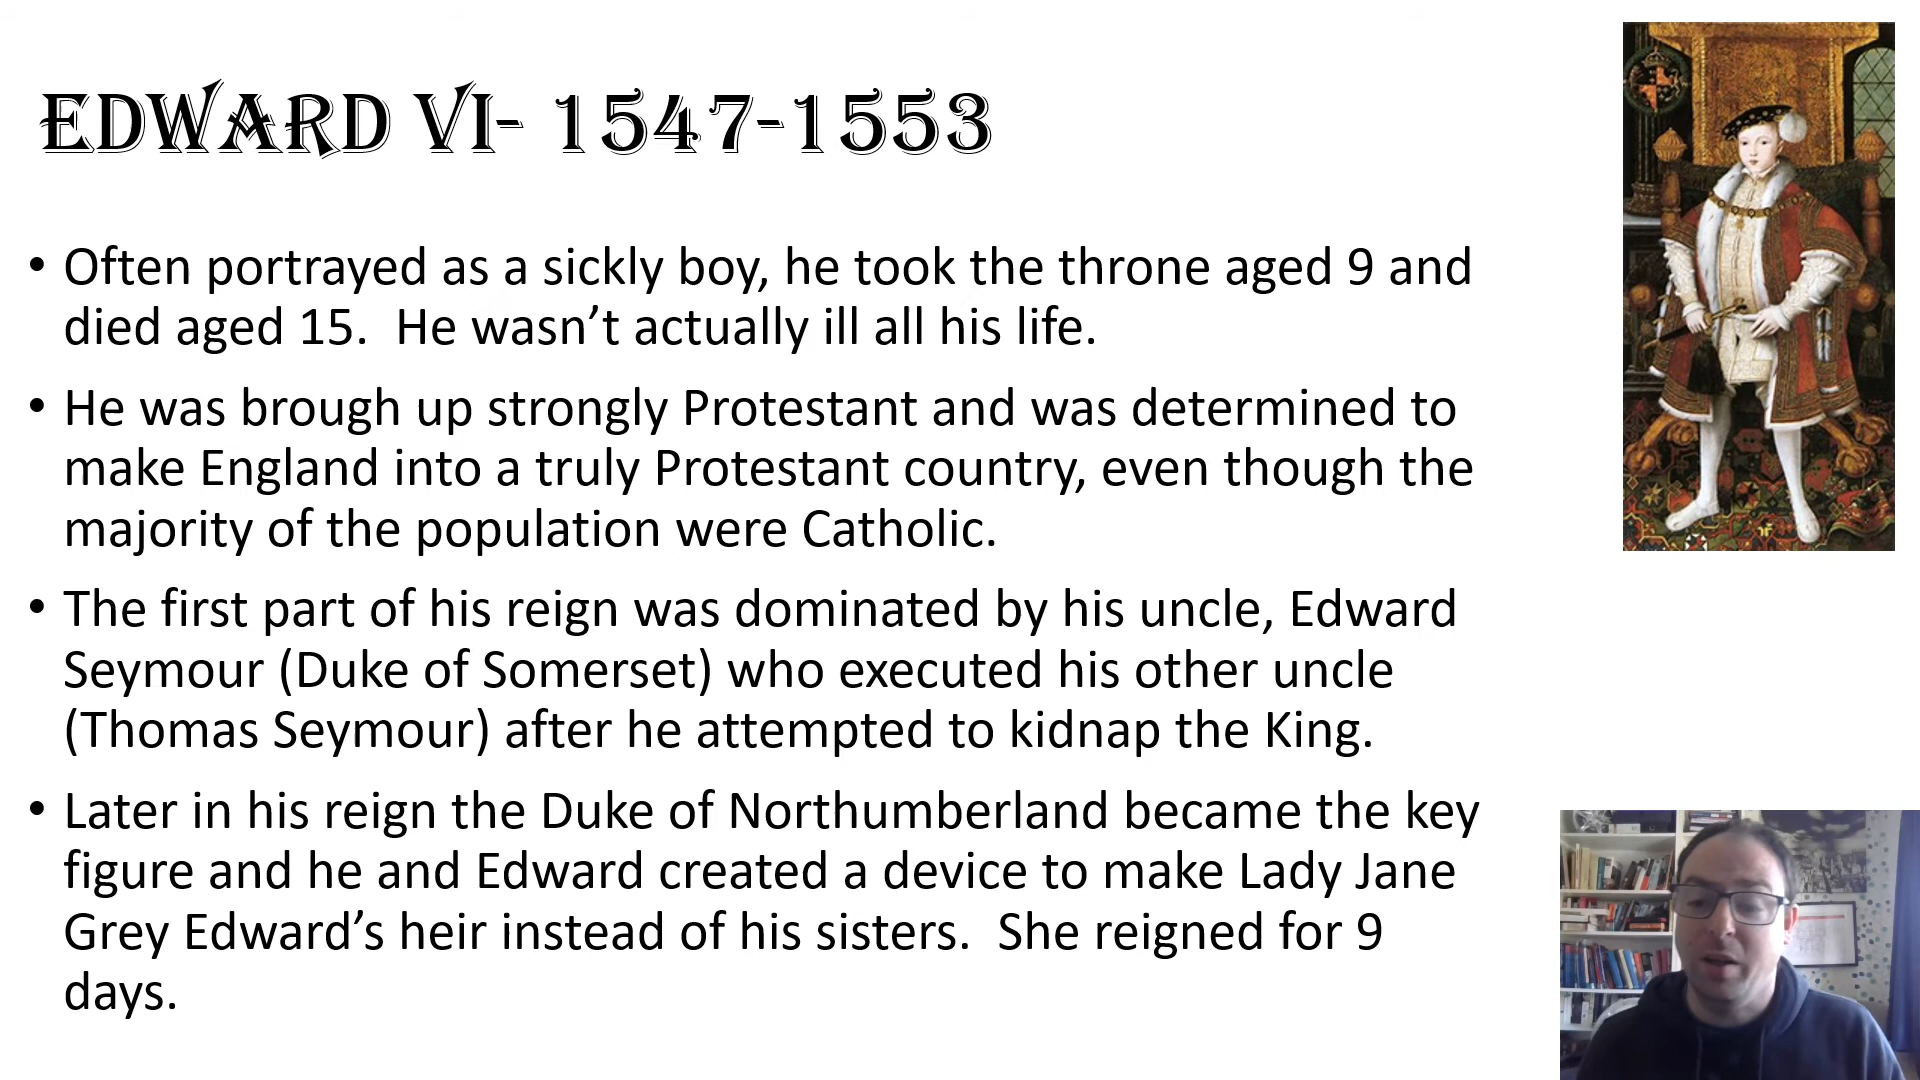 EDWARD VI- 1547-1553
• Often portrayed as a sickly boy, he took the throne aged 9 and
died aged 15.  He wasn’t actually ill all his life.
• He was brough up strongly Protestant and was determined to
make England into a truly Protestant country, even though the
majority of the population were Catholic.
• The first part of his reign was dominated by his uncle, Edward
Seymour (Duke of Somerset) who executed his other uncle
(Thomas Seymour) after he attempted to kidnap the King.
• Later in his reign the Duke of Northumberland became the key
figure and he and Edward created a device to make Lady Jane
Grey Edward’s heir instead of his sisters.  She reigned for 9
days.